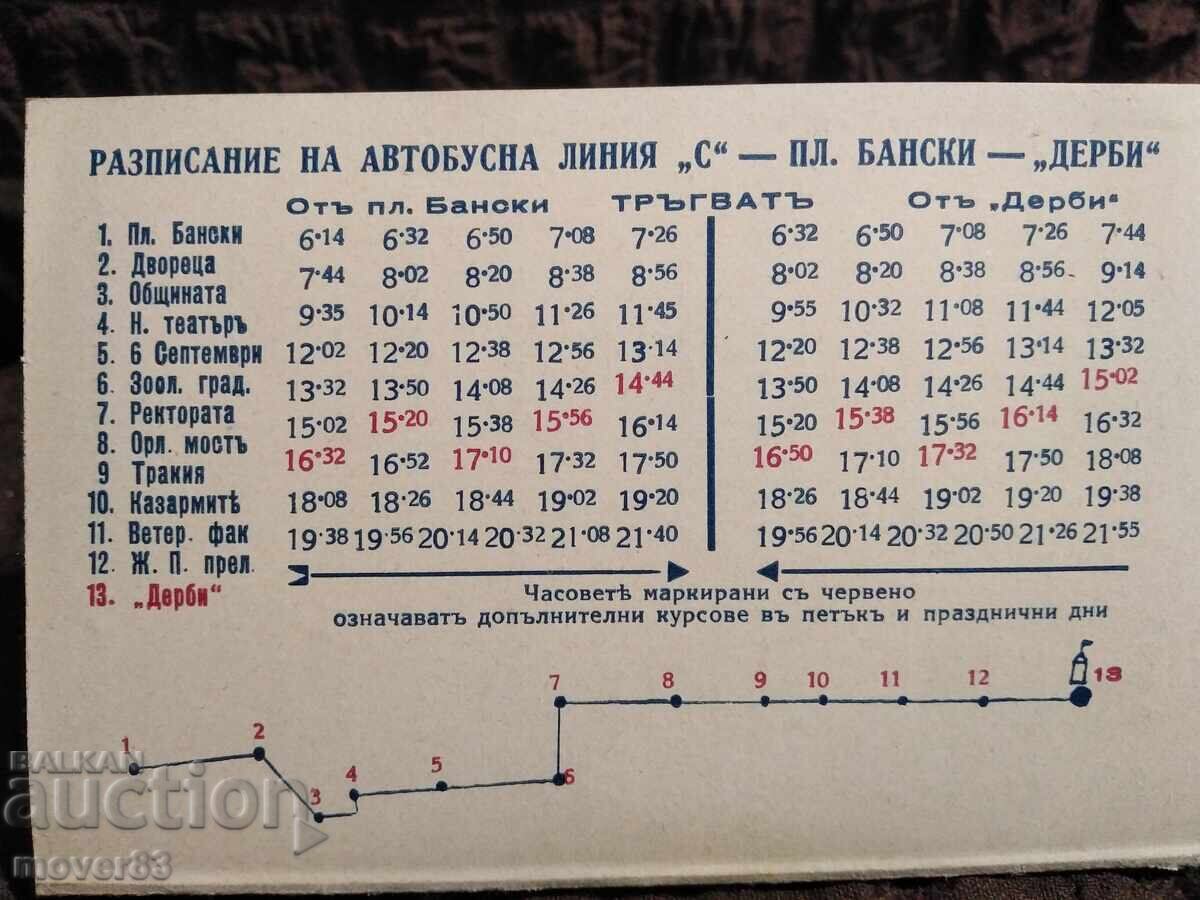 РАЗПИСАНИЕ НА АВТОБУСНА ЛИНИЯ „С“ — ПЛ. БАНСКИ — „ДЕРБИ“
Отъ пл. Бански ТРЪГВАТЪ Отъ „Дерби“
1. Пл. Бански 6·14 6·32 6·50 7·08 7·26 6·32 6·50 7·08 7·26 7·44
2. Двореца 7·44 8·02 8·20 8·38 8·56 8·02 8·20 8·38 8·56 9·14
3. Общината 9·35 10·14 10·50 11·26 11·45 9·55 10·32 11·08 11·44 12·05
4. Н. театъръ
5. 6 Септември 12·02 12·20 12·38 12·56 13·14 12·20 12·38 12·56 13·14 13·32
6. Зоол. град. 13·32 13·50 14·08 14·26 14·44 13·50 14·08 14·26 14·44 15·02
7. Ректората 15·02 15·20 15·38 15·56 16·14 15·20 15·38 15·56 16·14 16·32
8. Орл. мостъ
9 Тракия 16·32 16·52 17·10 17·32 17·50 16·50 17·10 17·32 17·50 18·08
10. Казармитѣ 18·08 18·26 18·44 19·02 19·20 18·26 18·44 19·02 19·20 19·38
11. Ветер. фак 19·38 19·56 20·14 20·32 21·08 21·40 19·56 20·14 20·32 20·50 21·26 21·55
12. Ж. П. прел.
13. „Дерби“
Часоветѣ маркирани съ червено
означаватъ допълнителни курсове въ петъкъ и празднични дни
1 2 3 4 5 6 7 8 9 10 11 12 13
BALKAN
auction
mover83